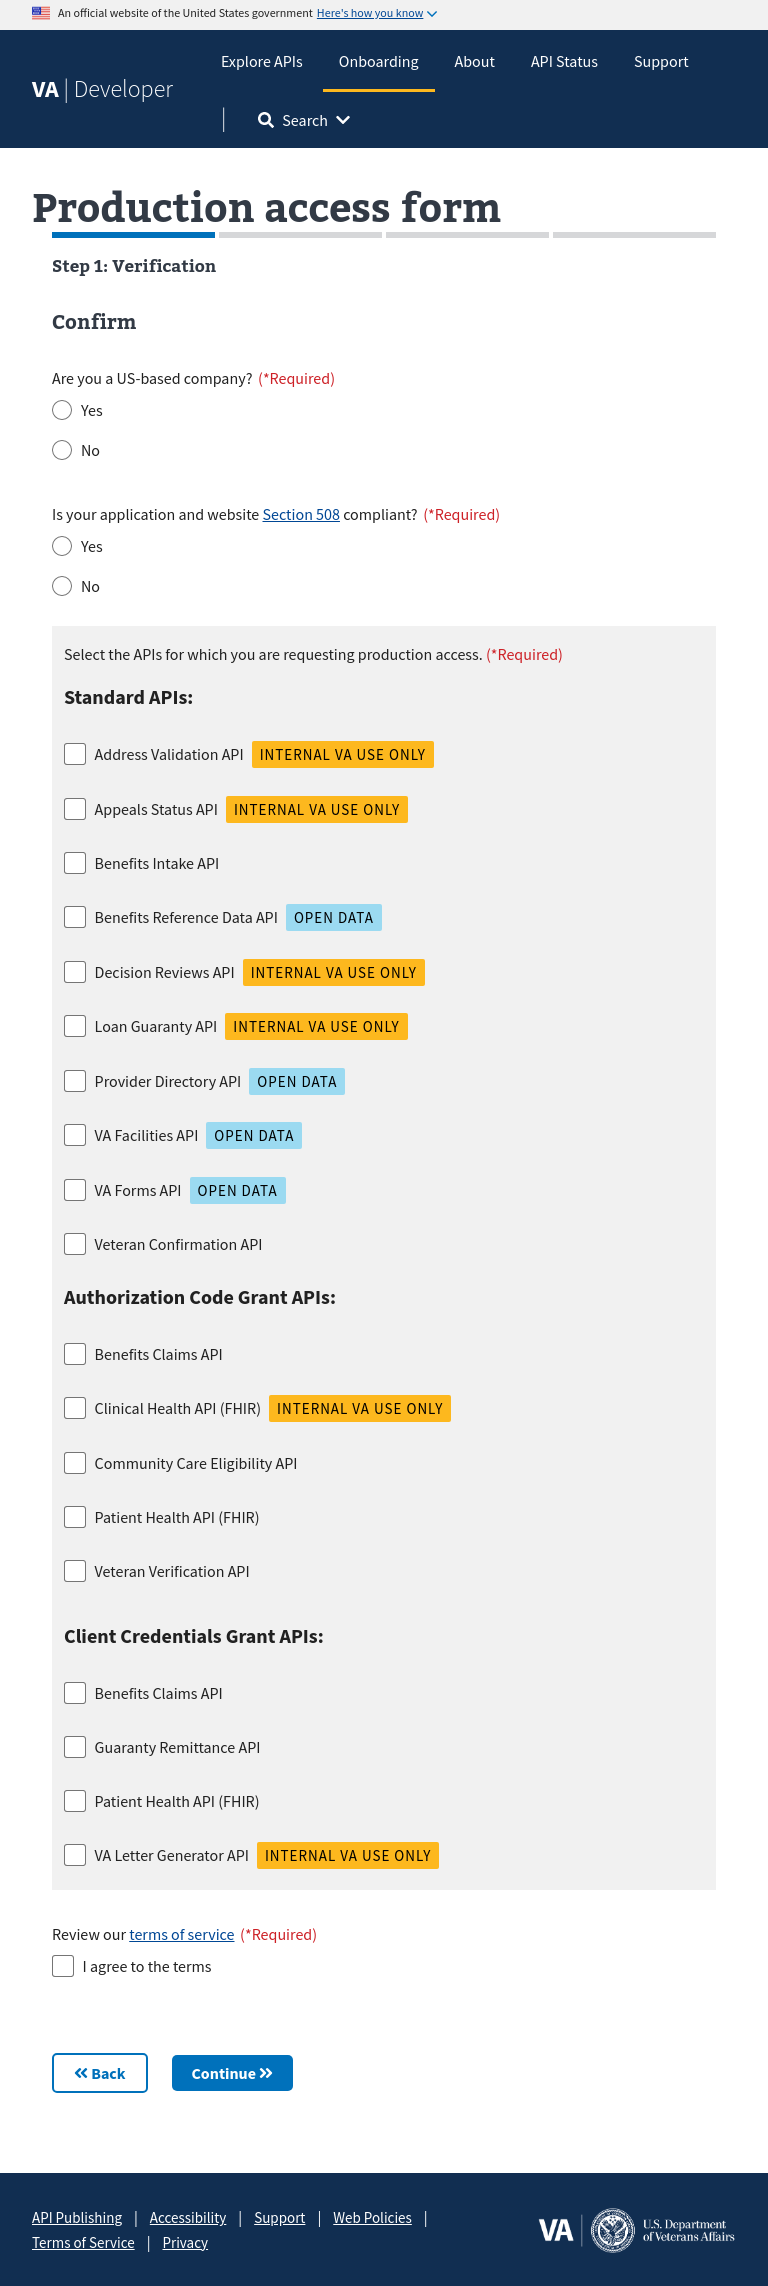 An official website of the United States government Here's how you know
VA | Developer
Explore APIs Onboarding About API Status Support
Search
Production access form
Step 1: Verification
Confirm
Are you a US-based company? (*Required)
Yes
No
Is your application and website Section 508 compliant? (*Required)
Yes
No
Select the APIs for which you are requesting production access. (*Required)
Standard APIs:
Address Validation API INTERNAL VA USE ONLY
Appeals Status API INTERNAL VA USE ONLY
Benefits Intake API
Benefits Reference Data API OPEN DATA
Decision Reviews API INTERNAL VA USE ONLY
Loan Guaranty API INTERNAL VA USE ONLY
Provider Directory API OPEN DATA
VA Facilities API OPEN DATA
VA Forms API OPEN DATA
Veteran Confirmation API
Authorization Code Grant APIs:
Benefits Claims API
Clinical Health API (FHIR) INTERNAL VA USE ONLY
Community Care Eligibility API
Patient Health API (FHIR)
Veteran Verification API
Client Credentials Grant APIs:
Benefits Claims API
Guaranty Remittance API
Patient Health API (FHIR)
VA Letter Generator API INTERNAL VA USE ONLY
Review our terms of service (*Required)
I agree to the terms
Back Continue
API Publishing | Accessibility | Support | Web Policies |
Terms of Service | Privacy
VA | U.S. Department
of Veterans Affairs